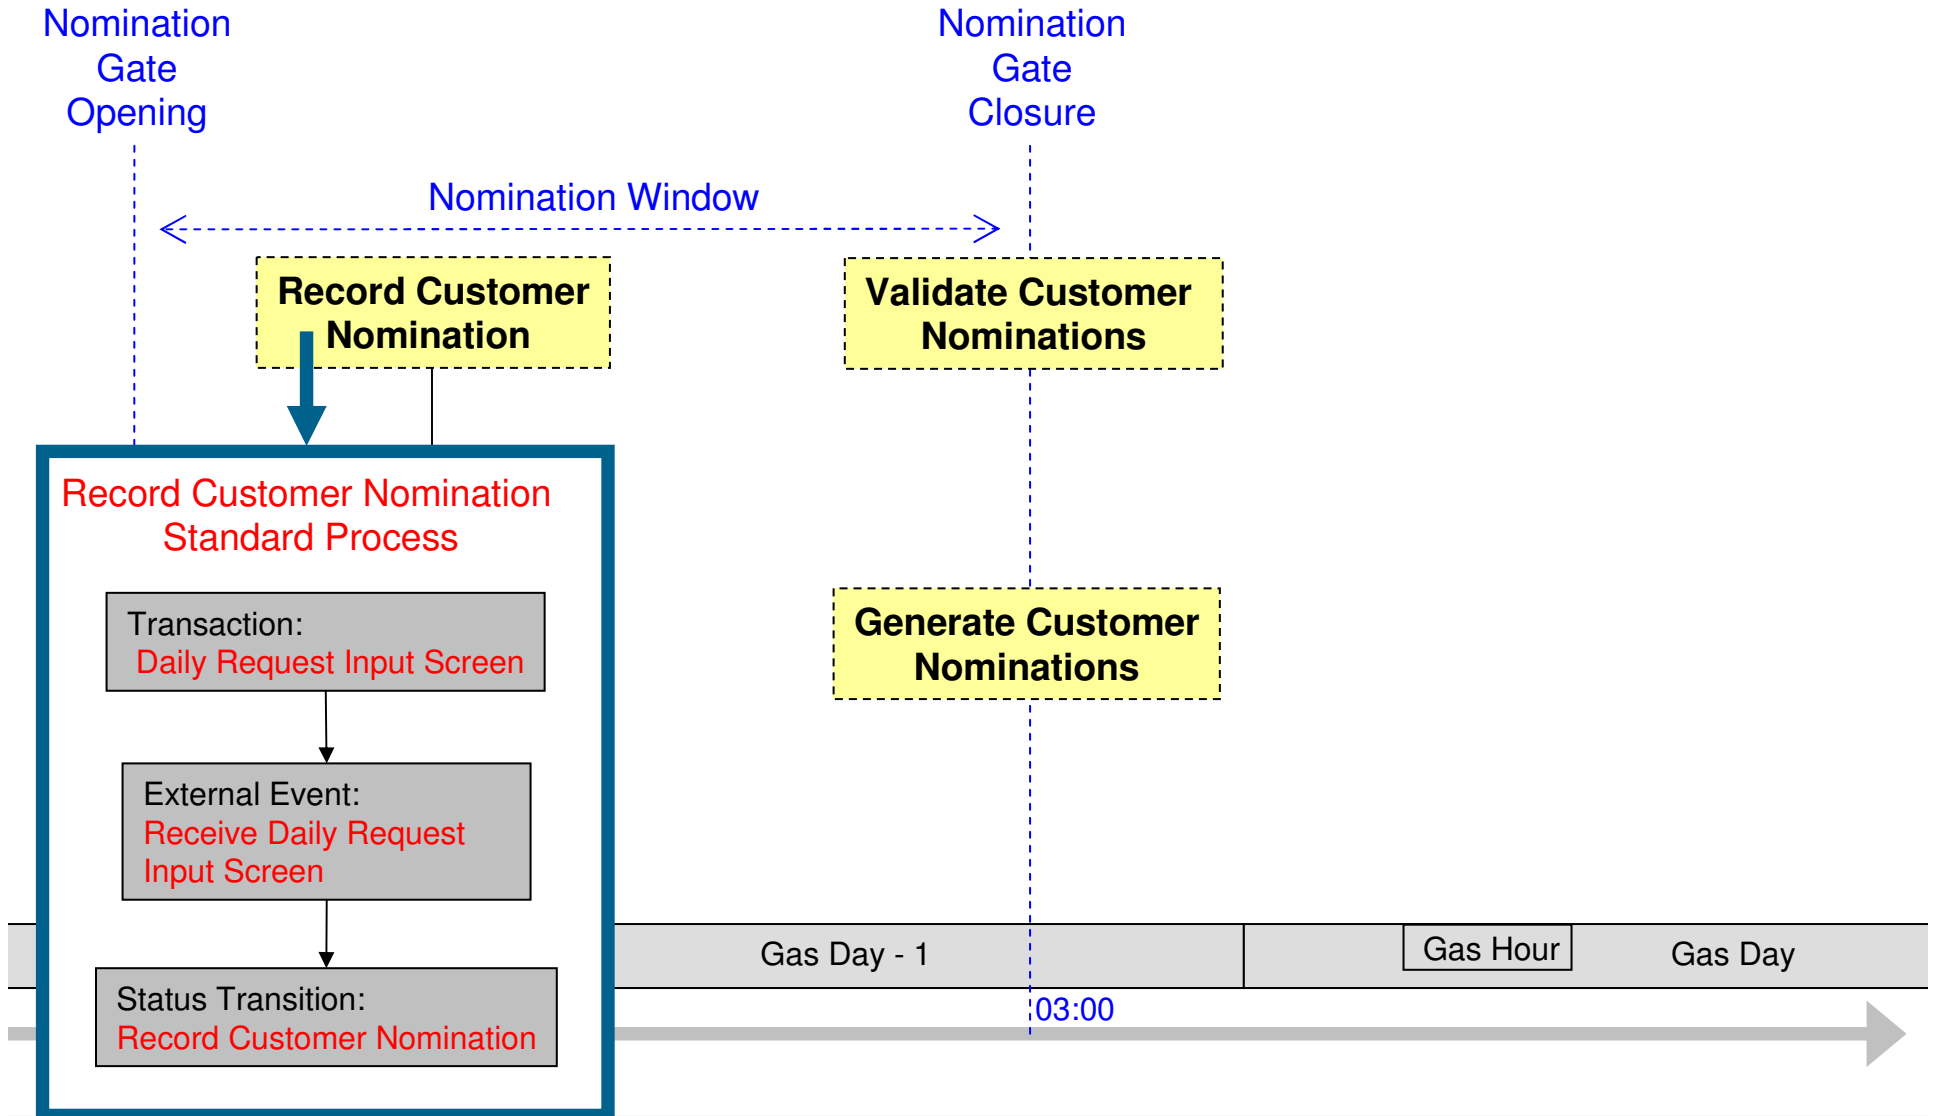 Nomination
Gate
Opening
Nomination
Gate
Closure
Nomination Window
Record Customer
Nomination
Validate Customer
Nominations
Record Customer Nomination
Standard Process
Transaction:
Daily Request Input Screen
Generate Customer
Nominations
External Event:
Receive Daily Request
Input Screen
Gas Day - 1
Gas Hour
Gas Day
Status Transition:
Record Customer Nomination
03:00